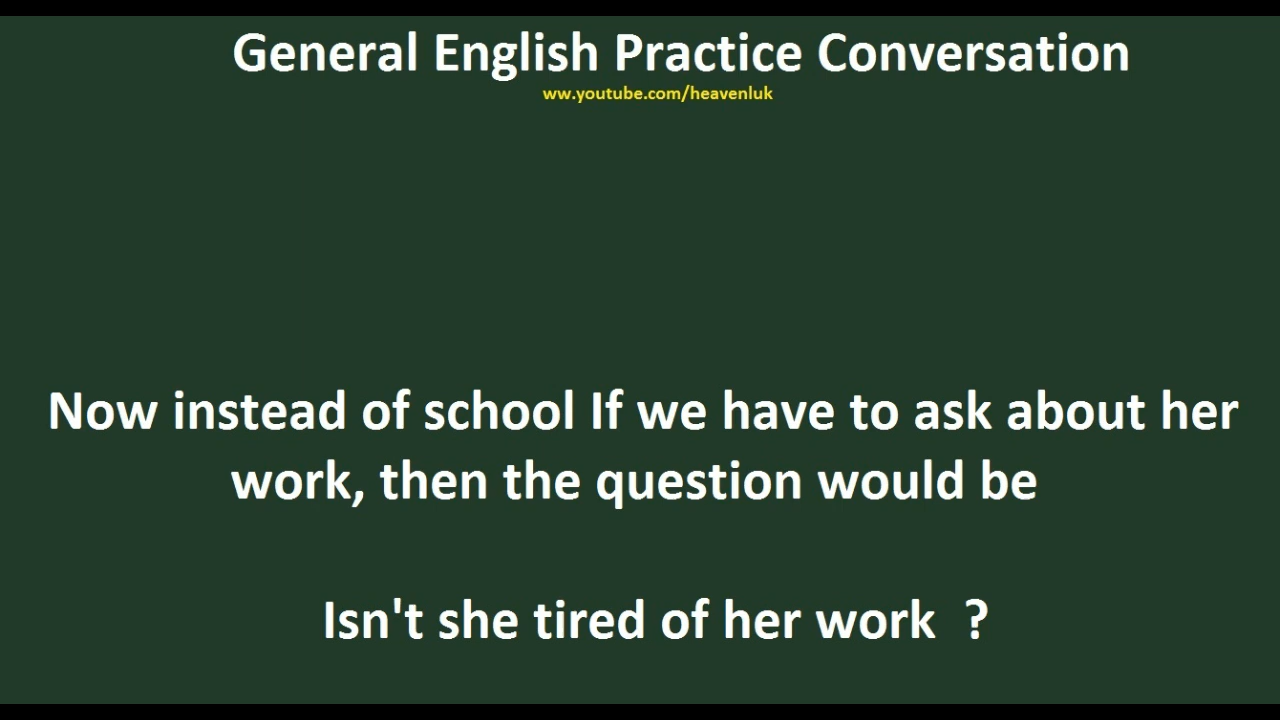 General English Practice Conversation
ww.youtube.com/heavenluk
Now instead of school If we have to ask about her
work, then the question would be
Isn't she tired of her work  ?